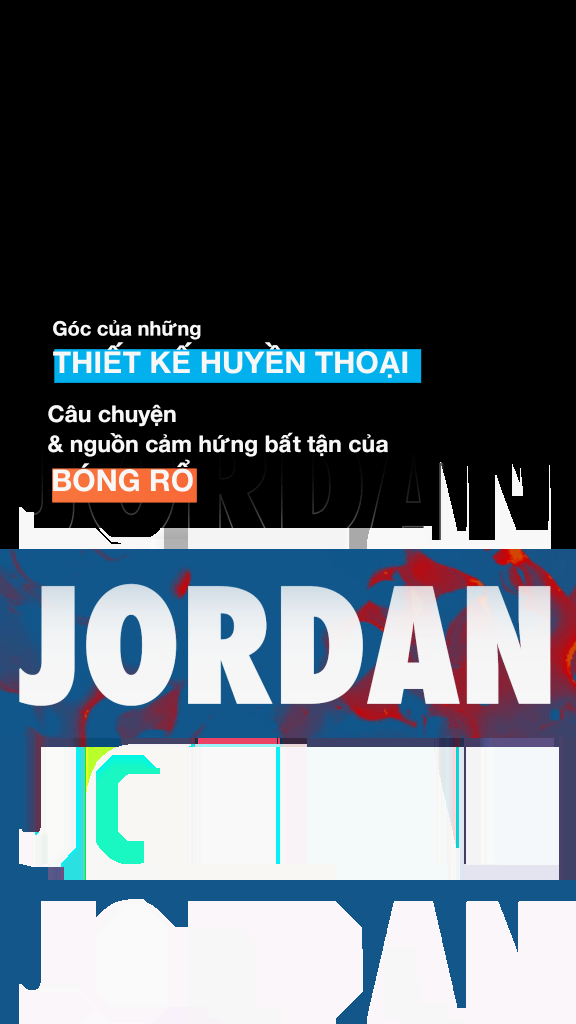 Góc của những
THIẾT KẾ HUYỀN THOẠI
Câu chuyện
& nguồn cảm hứng bất tận của
BÓNG RỔ
JORDAN
JORDAN
JORDAN